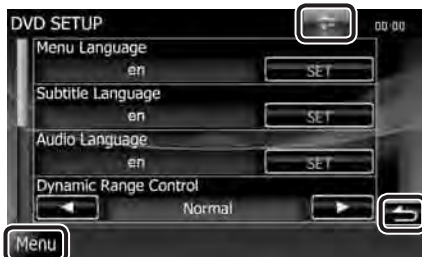 DVD SETUP
00:00
Menu Language
en
SET
Subtitle Language
en
SET
Audio Language
en
SET
Dynamic Range Control
Normal
Menu